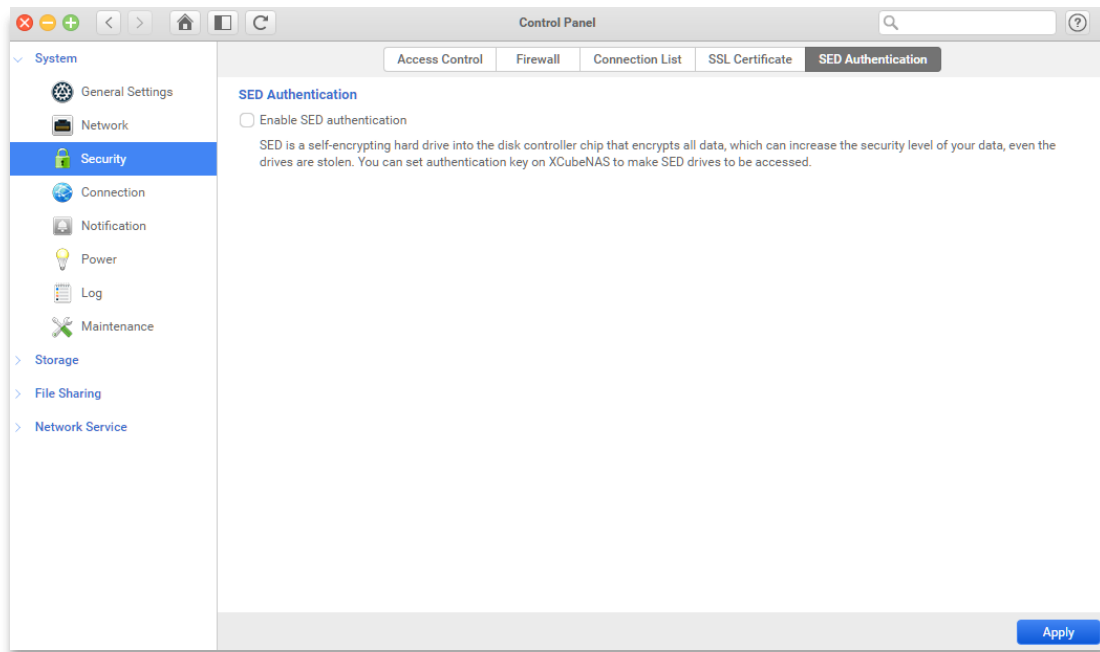 Control Panel
System
General Settings
Network
Security
Connection
Notification
Power
Log
Maintenance
Storage
File Sharing
Network Service
Access Control
Firewall
Connection List
SSL Certificate
SED Authentication
SED Authentication
Enable SED authentication
SED is a self-encrypting hard drive into the disk controller chip that encrypts all data, which can increase the security level of your data, even the
drives are stolen. You can set authentication key on XCubeNAS to make SED drives to be accessed.
Apply